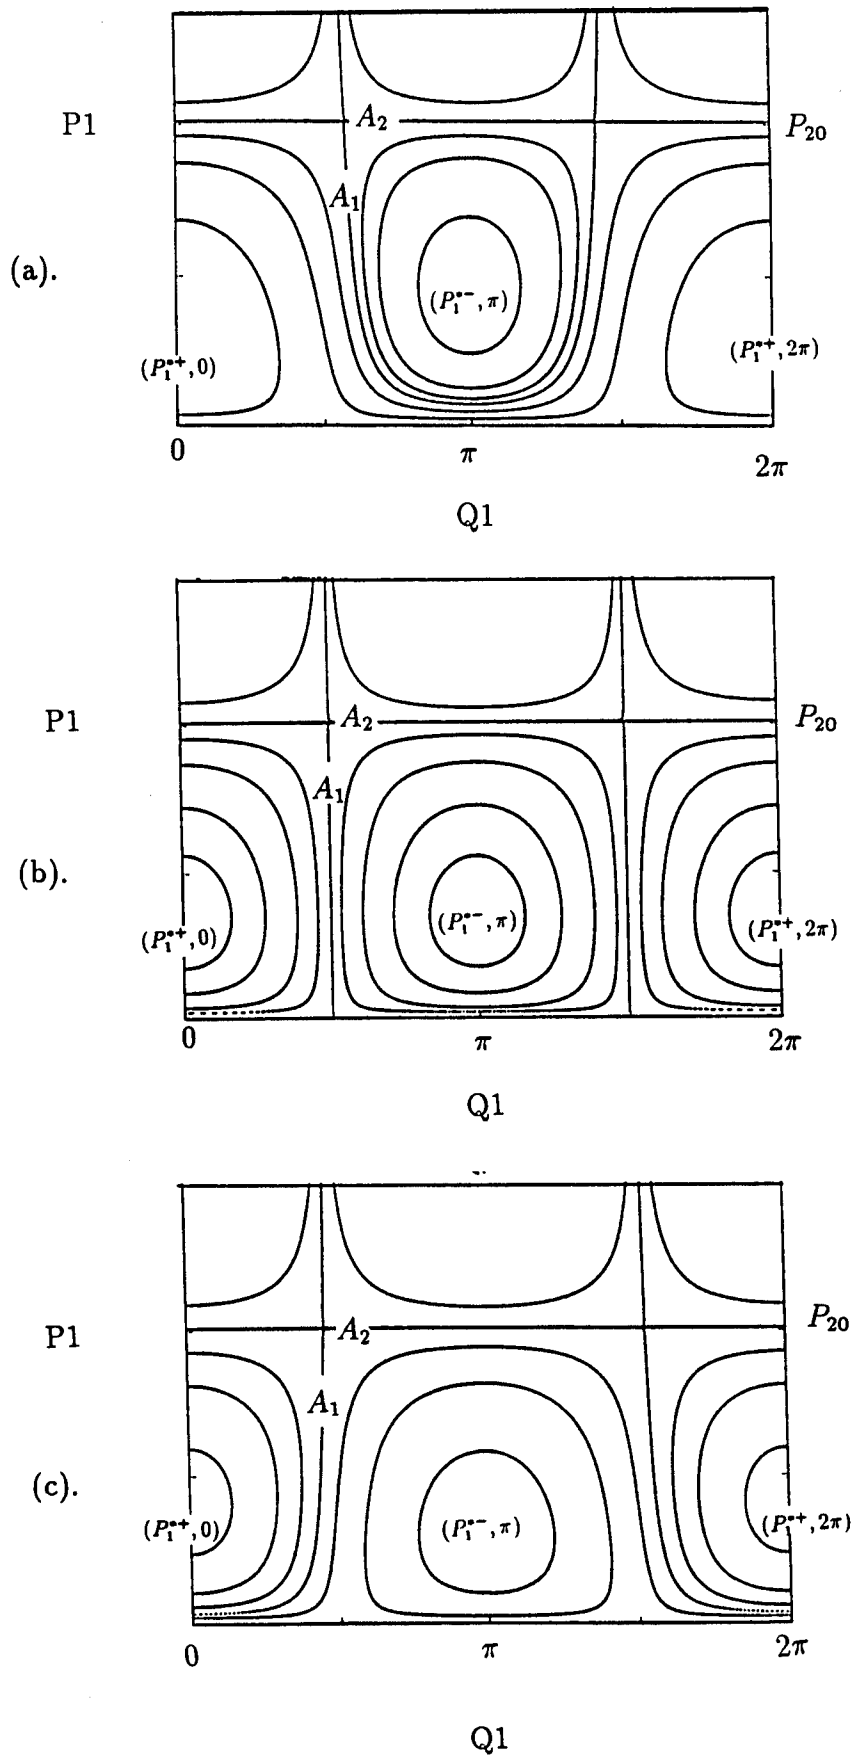 P1
A₂
P₂₀
A₁
(a).
(P₁*⁻, π)
(P₁*⁺, 0)
(P₁*⁺, 2π)
0
π
2π
Q1
P1
A₂
P₂₀
A₁
(b).
(P₁*⁺, 0)
(P₁*⁻, π)
(P₁*⁺, 2π)
0
π
2π
Q1
P1
A₂
P₂₀
A₁
(c).
(P₁*⁺, 0)
(P₁*⁻, π)
(P₁*⁺, 2π)
0
π
2π
Q1